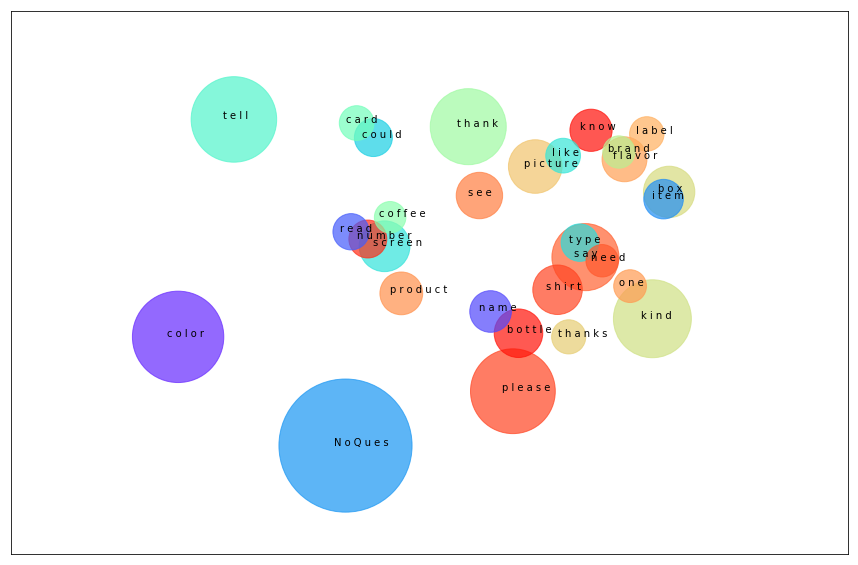 tell
card
could
thank
know
label
like
brand
flavor
picture
see
box
item
coffee
read
number
screen
type
say
need
product
shirt
one
name
kind
color
bottle
thanks
please
NoQues